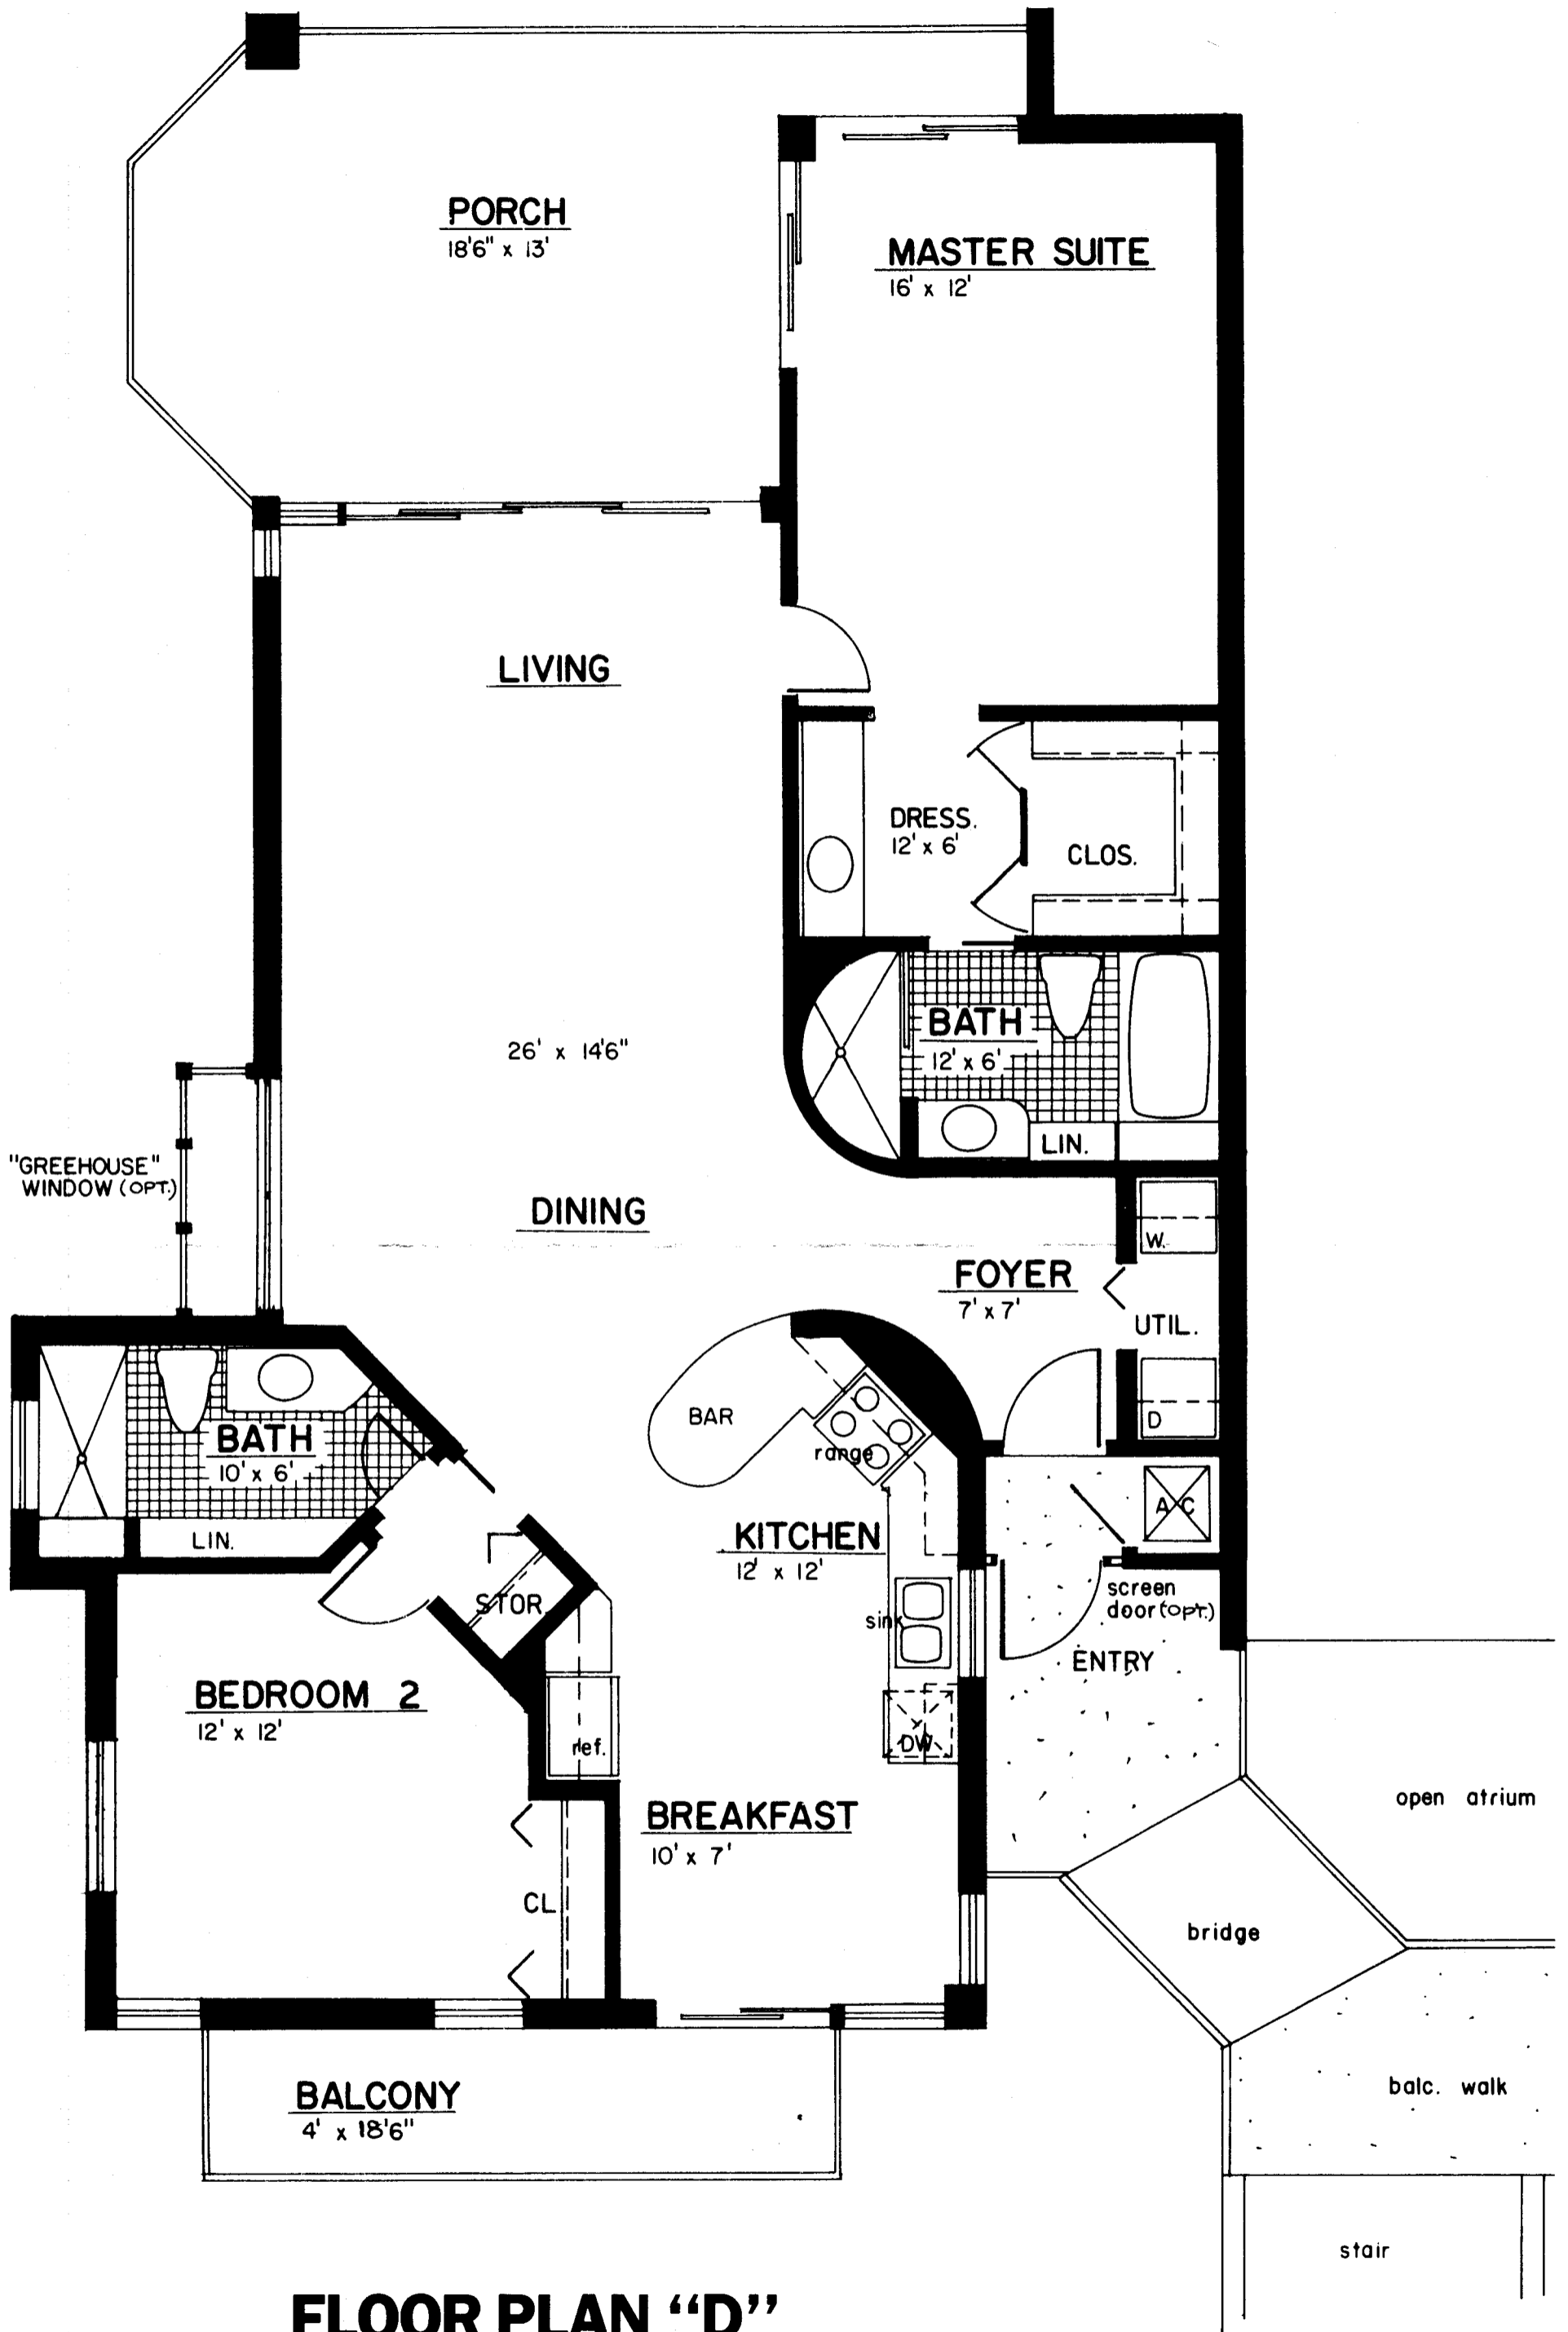 PORCH
18'6" x 13'
MASTER SUITE
16' x 12'
LIVING
DRESS.
12' x 6'
CLOS.
26' x 14'6"
BATH
12' x 6'
LIN.
"GREEHOUSE"
WINDOW (OPT.)
DINING
W.
FOYER
7' x 7'
UTIL.
D
BAR
range
BATH
10' x 6'
LIN.
A/C
KITCHEN
12' x 12'
STOR.
sink
screen
door (OPT.)
ENTRY
BEDROOM 2
12' x 12'
ref.
DW
BREAKFAST
10' x 7'
open atrium
CL.
bridge
BALCONY
4' x 18'6"
balc. walk
stair
FLOOR PLAN "D"